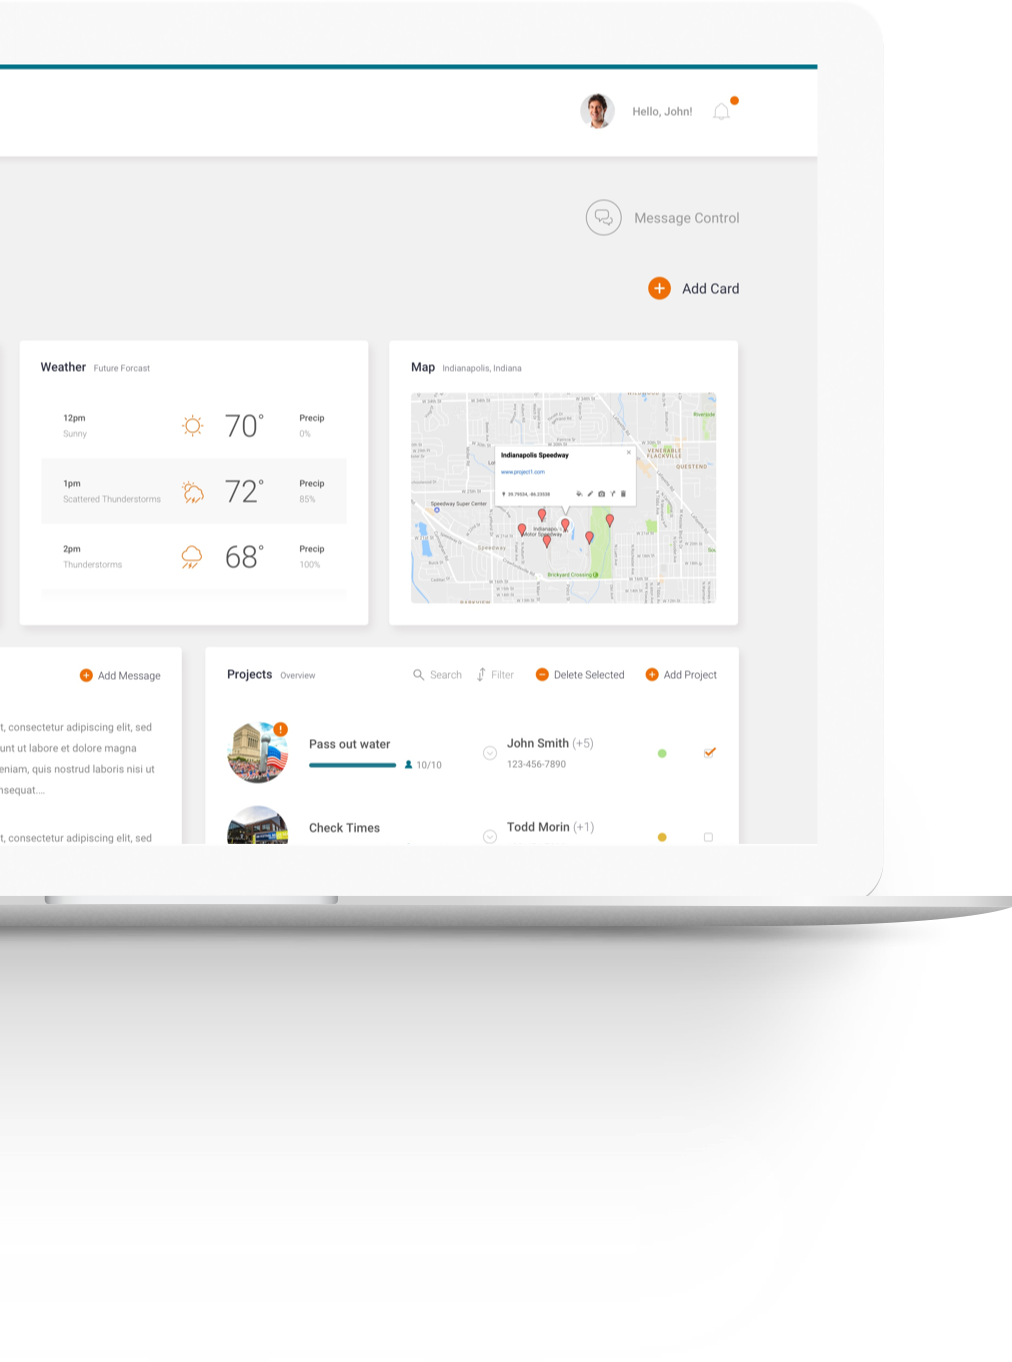 Hello, John!
Message Control
Add Card
Weather Future Forcast
12pm
Sunny
70°
Precip
0%
1pm
Scattered Thunderstorms
72°
Precip
85%
2pm
Thunderstorms
68°
Precip
100%
Map Indianapolis, Indiana
Riverside
VENERABLE
FLACKVILLE
QUESTEND
Indianapolis Speedway
www.project1.com
Speedway Super Center
Speedway
Brickyard Crossing
Add Message
t, consectetur adipiscing elit, sed
unt ut labore et dolore magna
eniam, quis nostrud laboris nisi ut
nsequat....
t, consectetur adipiscing elit, sed
Projects Overview
Search
Filter
Delete Selected
Add Project
Pass out water
10/10
John Smith (+5)
123-456-7890
Check Times
Todd Morin (+1)